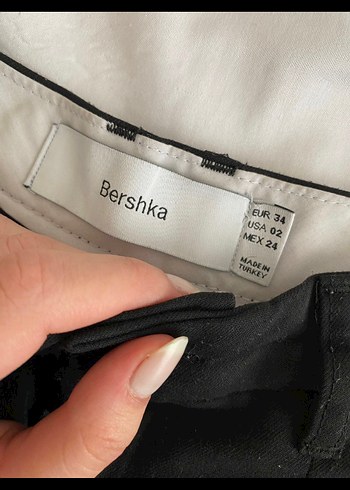 Bershka
EUR 34
USA 02
MEX 24
MADE IN
TURKEY